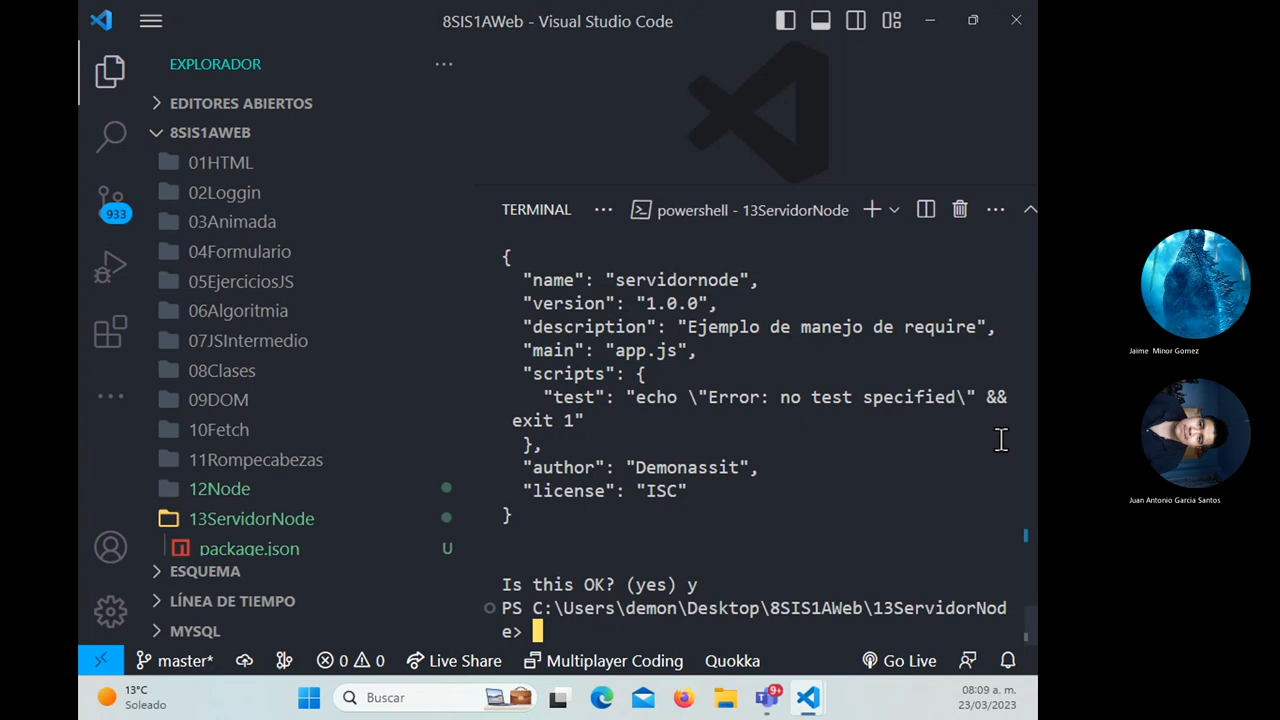 8SIS1AWeb - Visual Studio Code
EXPLORADOR
EDITORES ABIERTOS
8SIS1AWEB
01HTML
02Loggin
03Animada
04Formulario
05EjerciciosJS
06Algoritmia
07JSIntermedio
08Clases
09DOM
10Fetch
11Rompecabezas
12Node
13ServidorNode
package.json U
ESQUEMA
LÍNEA DE TIEMPO
MYSQL
933
TERMINAL
powershell - 13ServidorNode
{
"name": "servidornode",
"version": "1.0.0",
"description": "Ejemplo de manejo de require",
"main": "app.js",
"scripts": {
"test": "echo \"Error: no test specified\" &&
exit 1"
},
"author": "Demonassit",
"license": "ISC"
}
Is this OK? (yes) y
PS C:\Users\demon\Desktop\8SIS1AWeb\13ServidorNod
e>
master* 0 0 Live Share Multiplayer Coding Quokka Go Live
13°C
Soleado
Buscar
9+
08:09 a. m.
23/03/2023
Jaime Minor Gomez
Juan Antonio Garcia Santos